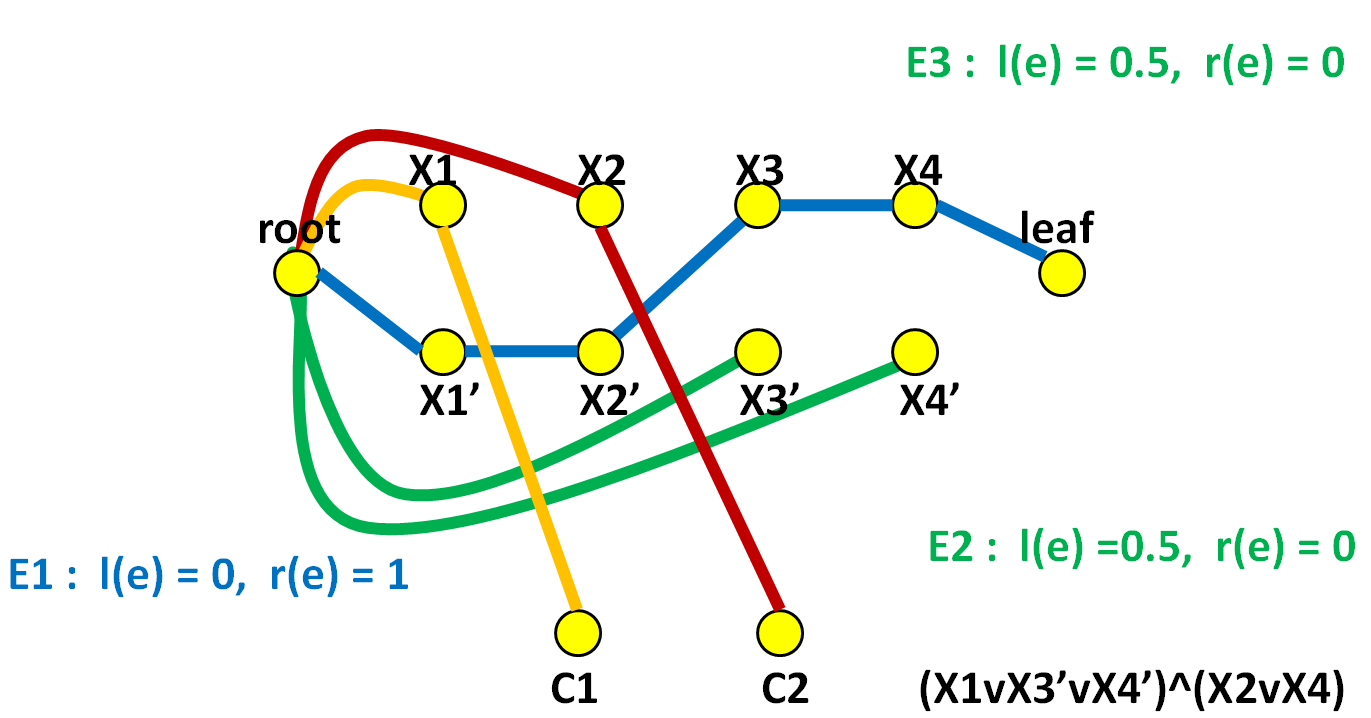 E3 : l(e) = 0.5, r(e) = 0
X1 X2 X3 X4
root leaf
X1’ X2’ X3’ X4’
E2 : l(e) =0.5, r(e) = 0
E1 : l(e) = 0, r(e) = 1
C1 C2 (X1vX3’vX4’)^(X2vX4)